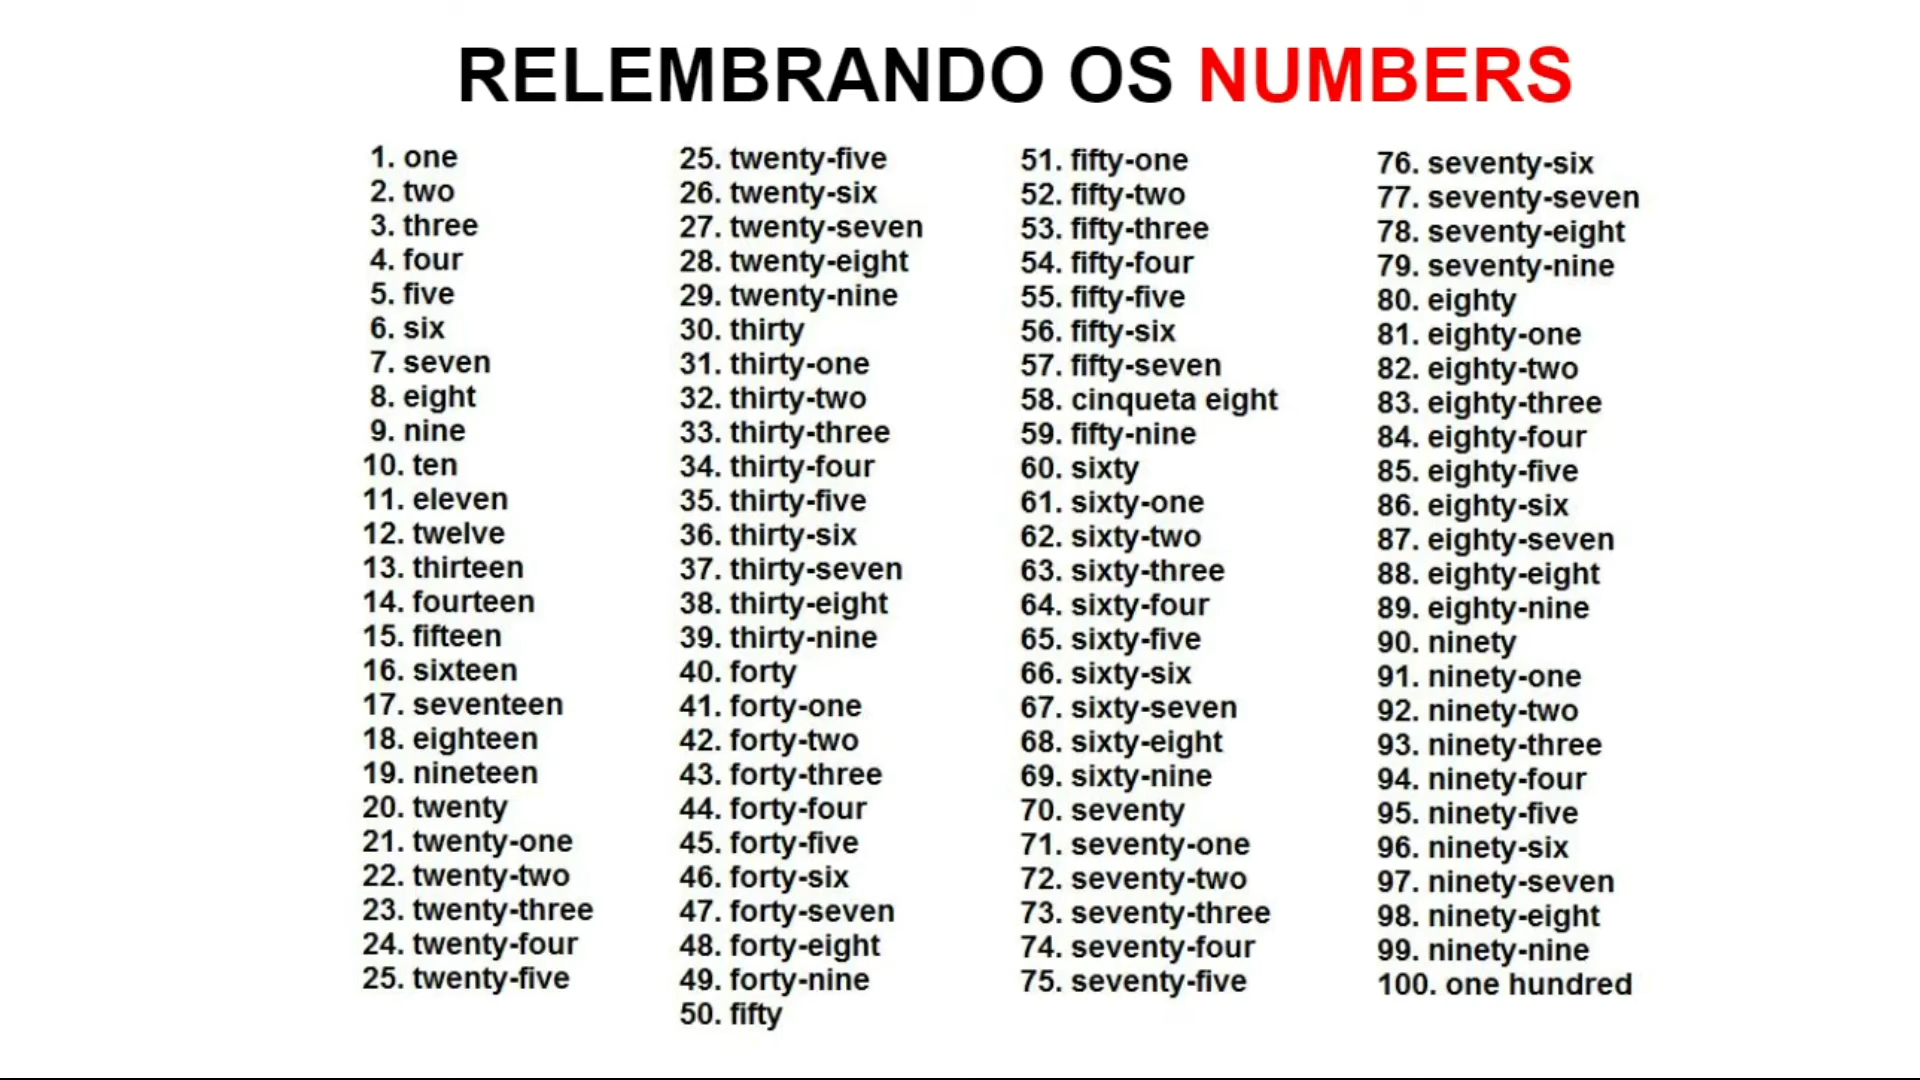 RELEMBRANDO OS NUMBERS
1. one
2. two
3. three
4. four
5. five
6. six
7. seven
8. eight
9. nine
10. ten
11. eleven
12. twelve
13. thirteen
14. fourteen
15. fifteen
16. sixteen
17. seventeen
18. eighteen
19. nineteen
20. twenty
21. twenty-one
22. twenty-two
23. twenty-three
24. twenty-four
25. twenty-five
25. twenty-five
26. twenty-six
27. twenty-seven
28. twenty-eight
29. twenty-nine
30. thirty
31. thirty-one
32. thirty-two
33. thirty-three
34. thirty-four
35. thirty-five
36. thirty-six
37. thirty-seven
38. thirty-eight
39. thirty-nine
40. forty
41. forty-one
42. forty-two
43. forty-three
44. forty-four
45. forty-five
46. forty-six
47. forty-seven
48. forty-eight
49. forty-nine
50. fifty
51. fifty-one
52. fifty-two
53. fifty-three
54. fifty-four
55. fifty-five
56. fifty-six
57. fifty-seven
58. cinqueta eight
59. fifty-nine
60. sixty
61. sixty-one
62. sixty-two
63. sixty-three
64. sixty-four
65. sixty-five
66. sixty-six
67. sixty-seven
68. sixty-eight
69. sixty-nine
70. seventy
71. seventy-one
72. seventy-two
73. seventy-three
74. seventy-four
75. seventy-five
76. seventy-six
77. seventy-seven
78. seventy-eight
79. seventy-nine
80. eighty
81. eighty-one
82. eighty-two
83. eighty-three
84. eighty-four
85. eighty-five
86. eighty-six
87. eighty-seven
88. eighty-eight
89. eighty-nine
90. ninety
91. ninety-one
92. ninety-two
93. ninety-three
94. ninety-four
95. ninety-five
96. ninety-six
97. ninety-seven
98. ninety-eight
99. ninety-nine
100. one hundred